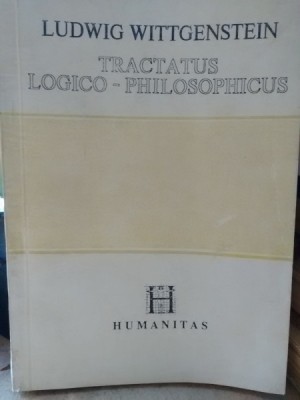 LUDWIG WITTGENSTEIN
TRACTATUS
LOGICO - PHILOSOPHICUS
H
HUMANITAS